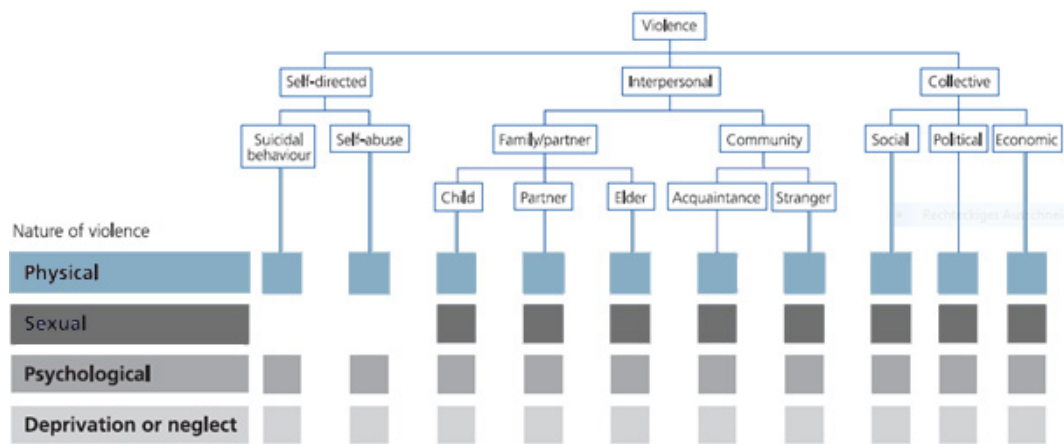 Violence
Self-directed Interpersonal Collective
Suicidal behaviour Self-abuse Family/partner Community Social Political Economic
Child Partner Elder Acquaintance Stranger
Nature of violence
Physical
Sexual
Psychological
Deprivation or neglect